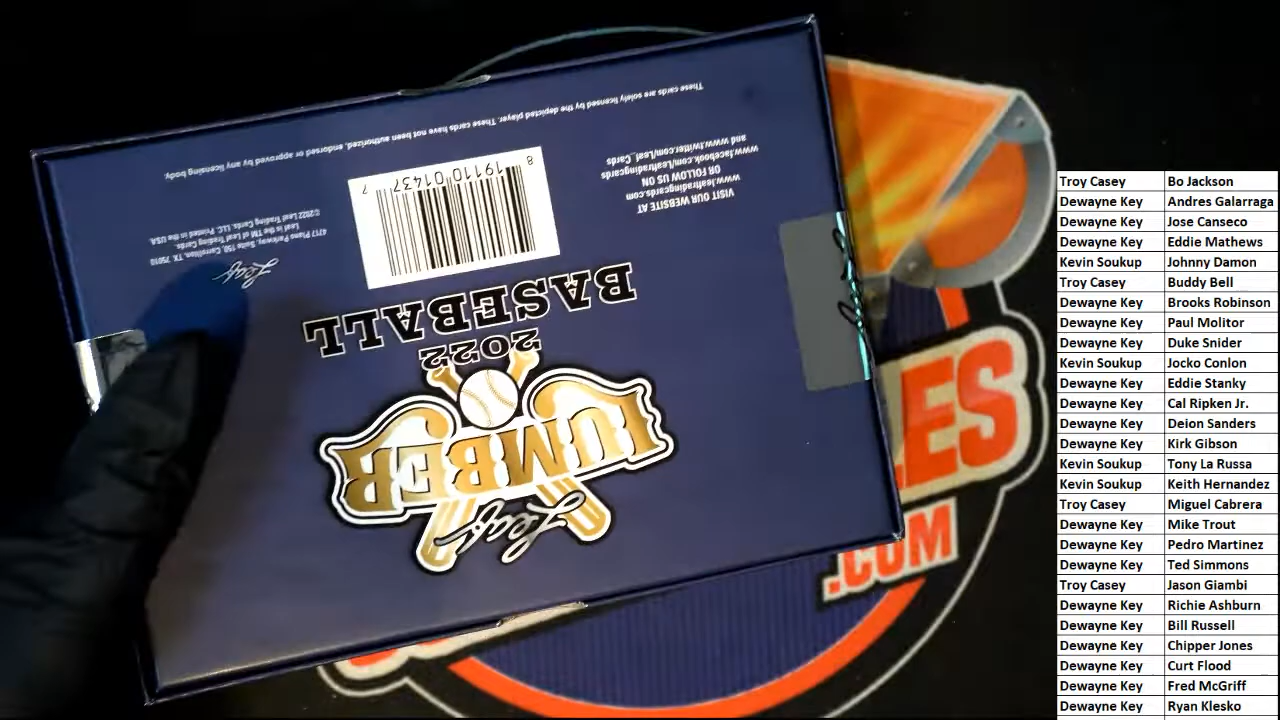 These cards are solely licensed by the depicted player. These cards have not been authorized, endorsed or approved by any licensing body.
VISIT OUR WEBSITE AT
www.leaftradingcards.com
OR FOLLOW US ON
www.facebook.com/Leaftradingcards
and www.twitter.com/Leaf_Cards
8 19110 01437 7
Leaf
4717 Plano Parkway, Suite 150, Carrollton, TX 75010
Leaf is the TM of Leaf Trading Cards.
©2022 Leaf Trading Cards, LLC. Printed in the USA
Leaf
LUMBER
2022
BASEBALL
LES
.COM
Troy Casey Bo Jackson
Dewayne Key Andres Galarraga
Dewayne Key Jose Canseco
Dewayne Key Eddie Mathews
Kevin Soukup Johnny Damon
Troy Casey Buddy Bell
Dewayne Key Brooks Robinson
Dewayne Key Paul Molitor
Dewayne Key Duke Snider
Kevin Soukup Jocko Conlon
Dewayne Key Eddie Stanky
Dewayne Key Cal Ripken Jr.
Dewayne Key Deion Sanders
Dewayne Key Kirk Gibson
Kevin Soukup Tony La Russa
Kevin Soukup Keith Hernandez
Troy Casey Miguel Cabrera
Dewayne Key Mike Trout
Dewayne Key Pedro Martinez
Dewayne Key Ted Simmons
Troy Casey Jason Giambi
Dewayne Key Richie Ashburn
Dewayne Key Bill Russell
Dewayne Key Chipper Jones
Dewayne Key Curt Flood
Dewayne Key Fred McGriff
Dewayne Key Ryan Klesko